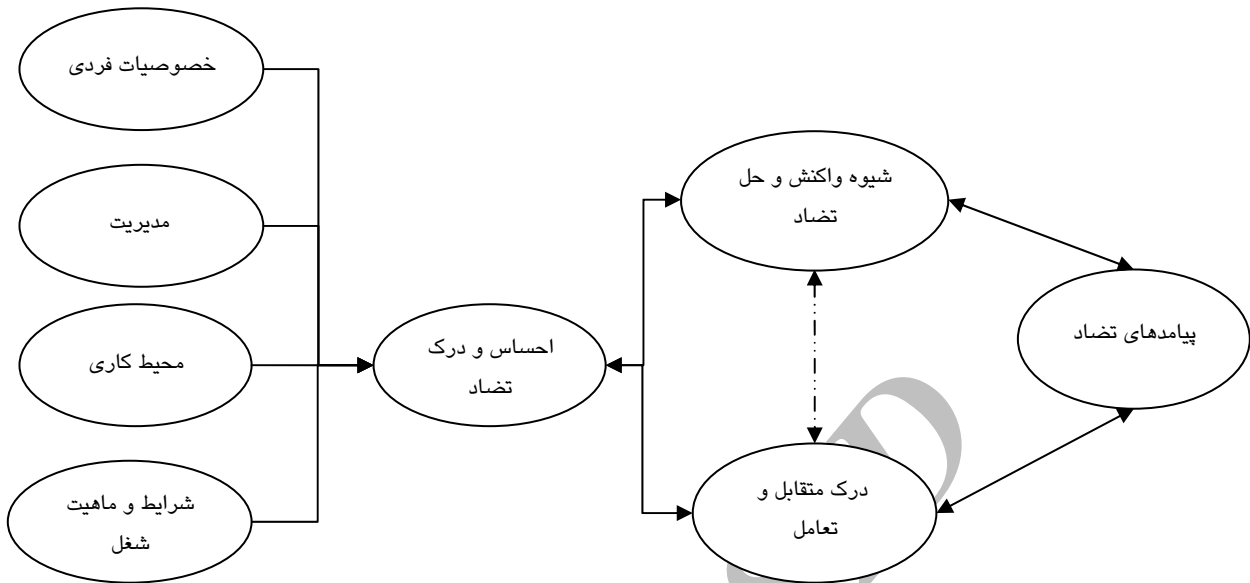 خصوصیات فردی
مدیریت
محیط کاری
شرایط و ماهیت
شغل
احساس و درک
تضاد
شیوه واکنش و حل
تضاد
درک متقابل و
تعامل
پیامدهای تضاد